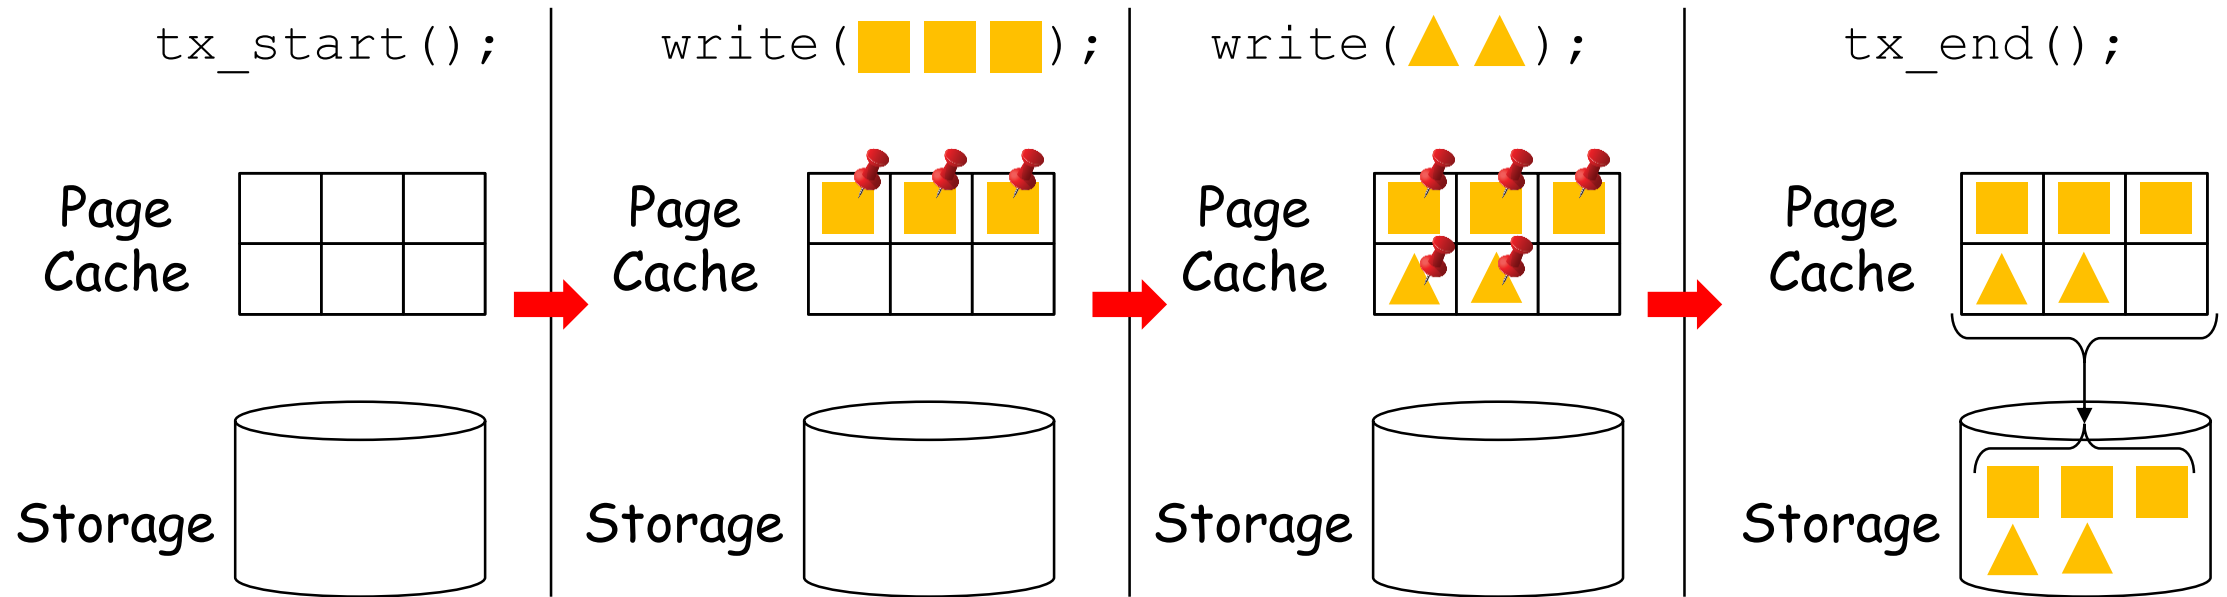 tx_start();
Page
Cache
Storage
write( );
Page
Cache
Storage
write( );
Page
Cache
Storage
tx_end();
Page
Cache
Storage